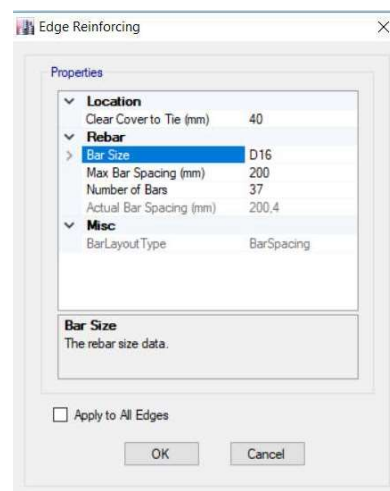 Edge Reinforcing
Properties
Location
Clear Cover to Tie (mm) 40
Rebar
Bar Size D16
Max Bar Spacing (mm) 200
Number of Bars 37
Actual Bar Spacing (mm) 200,4
Misc
BarLayoutType BarSpacing
Bar Size
The rebar size data.
Apply to All Edges
OK Cancel